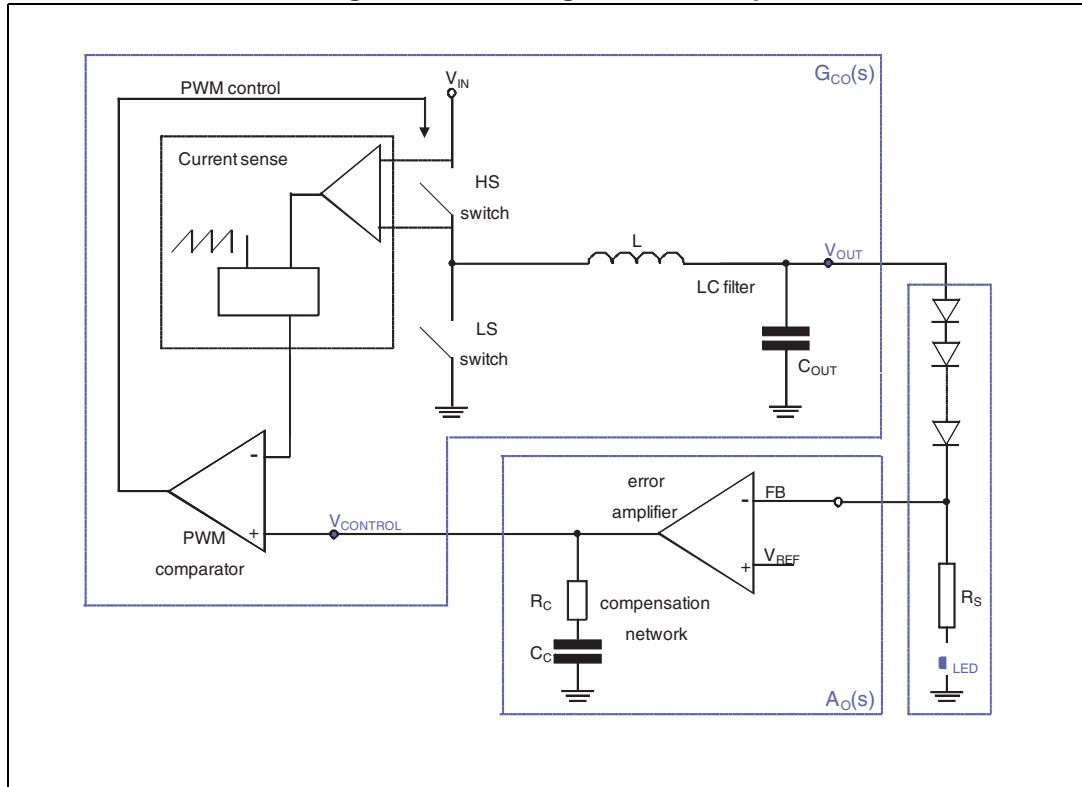 G_CO(s)
V_IN
PWM control
Current sense
HS
switch
L
V_OUT
LC filter
LS
switch
C_OUT
-
error
amplifier
-
FB
V_CONTROL
+
PWM
comparator
V_REF
+
R_C
compensation
network
R_S
C_C
LED
A_O(s)